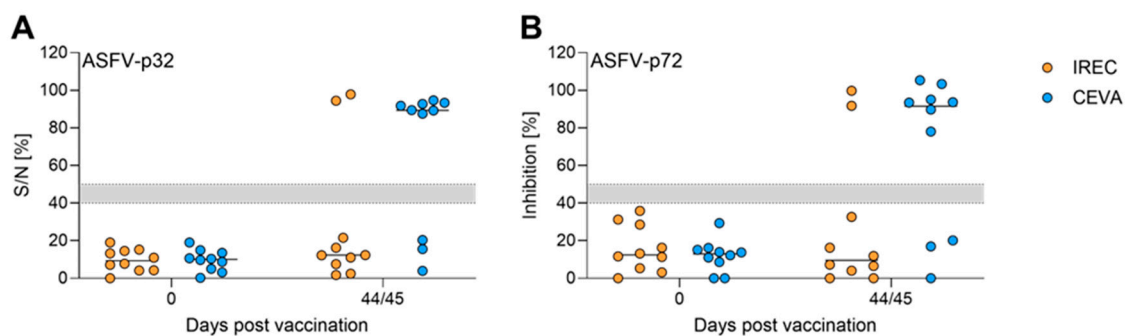 A
ASFV-p32
120
100
80
60
40
20
0
S/N [%]
0
44/45
Days post vaccination
B
ASFV-p72
120
100
80
60
40
20
0
Inhibition [%]
0
44/45
Days post vaccination
IREC
CEVA